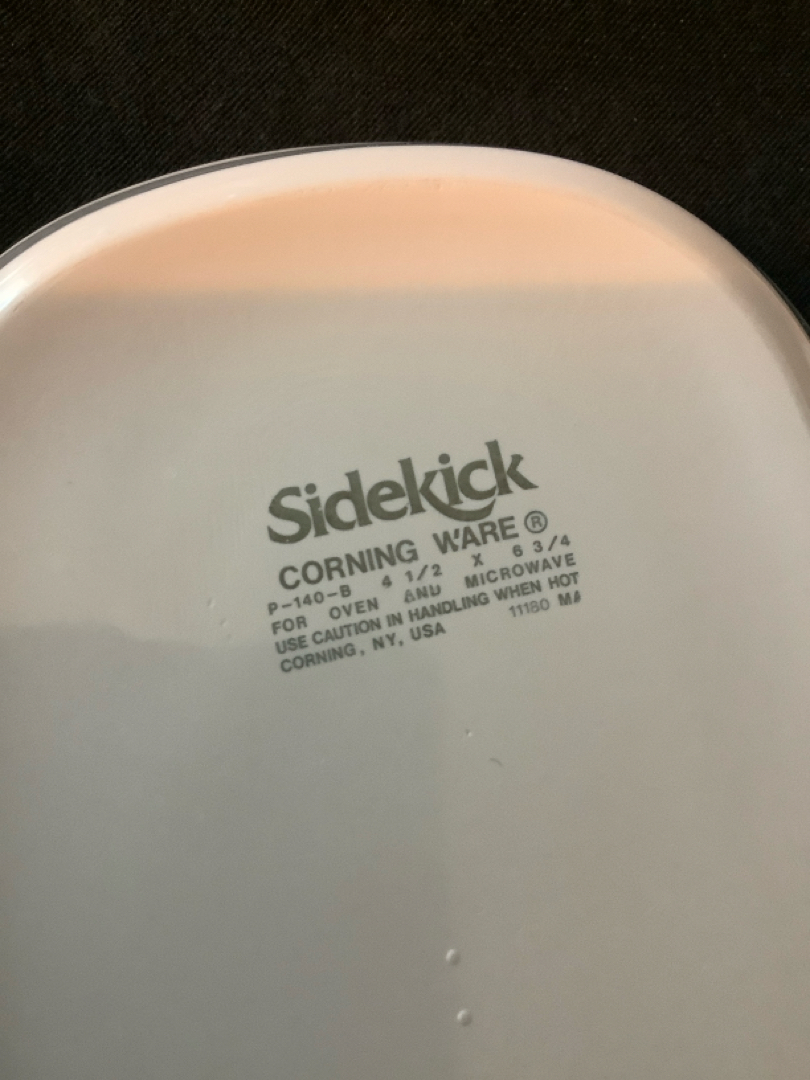 Sidekick
CORNING WARE ®
P-140-B 4 1/2 X 6 3/4
FOR OVEN AND MICROWAVE
USE CAUTION IN HANDLING WHEN HOT
CORNING, NY, USA 11180 MA